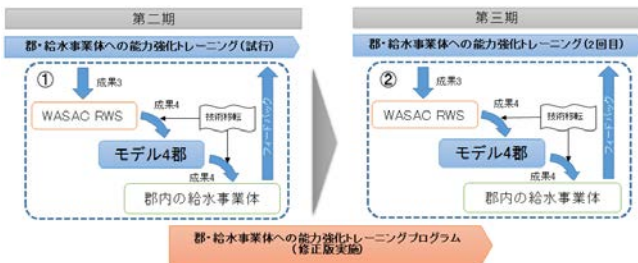 第二期
郡・給水事業体への能力強化トレーニング(試行)
①
成果3
WASAC RWS
成果4
技術移転
モデル4郡
成果4
郡内の給水事業体
フィードバック
第三期
郡・給水事業体への能力強化トレーニング(2回目)
②
成果3
WASAC RWS
成果4
技術移転
モデル4郡
成果4
郡内の給水事業体
フィードバック
郡・給水事業体への能力強化トレーニングプログラム
(修正版実施)